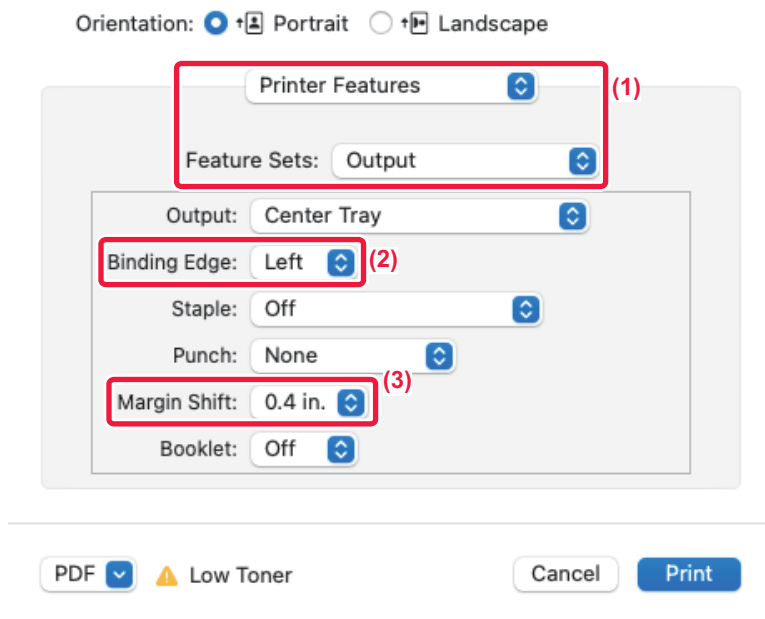 Orientation: Portrait Landscape
Printer Features (1)
Feature Sets: Output
Output: Center Tray
Binding Edge: Left (2)
Staple: Off
Punch: None
(3)
Margin Shift: 0.4 in.
Booklet: Off
PDF Low Toner Cancel Print